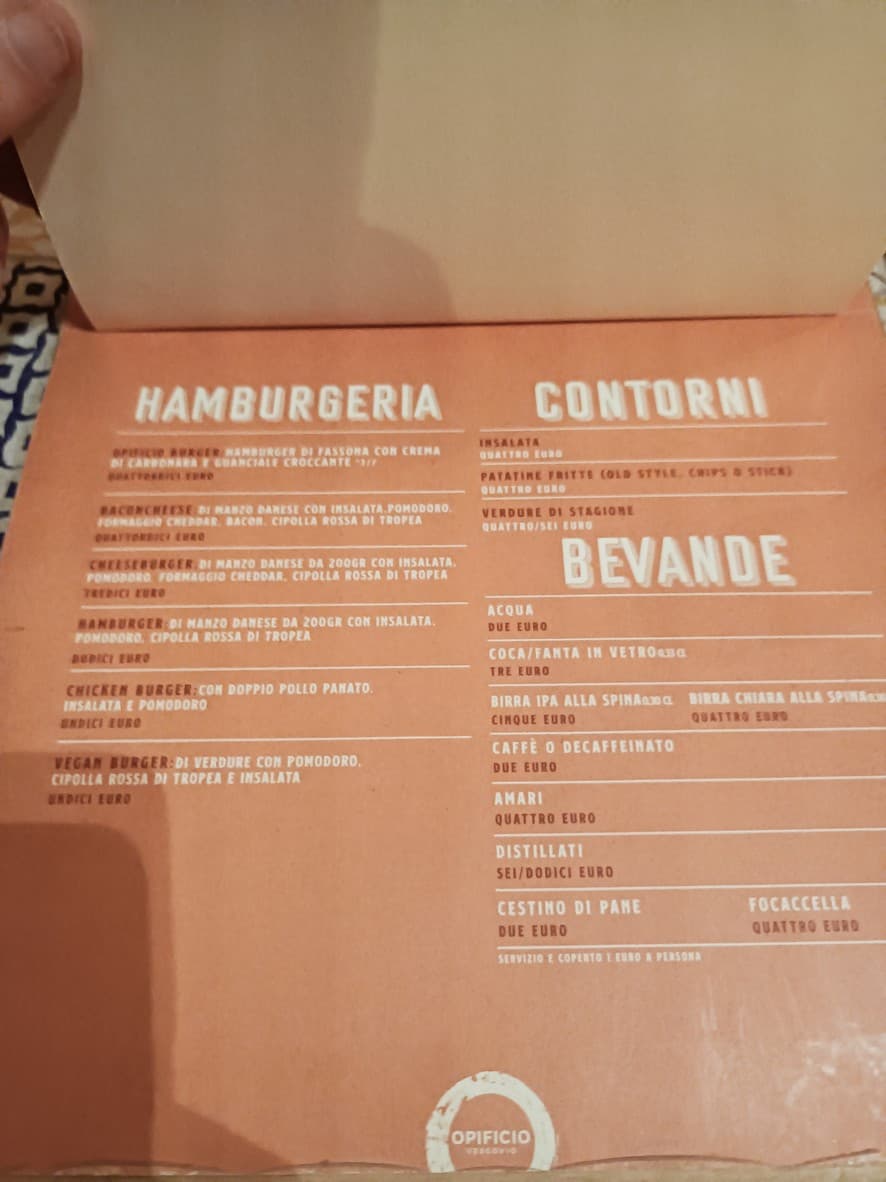 HAMBURGERIA
OPIFICIO BURGER: HAMBURGER DI FASSONA CON CREMA
DI CARBONARA E GUANCIALE CROCCANTE
QUATTORDICI EURO
BACONCHEESE: DI MANZO DANESE CON INSALATA, POMODORO,
FORMAGGIO CHEDDAR, BACON, CIPOLLA ROSSA DI TROPEA
QUATTORDICI EURO
CHEESEBURGER: DI MANZO DANESE DA 200GR CON INSALATA,
POMODORO, FORMAGGIO CHEDDAR, CIPOLLA ROSSA DI TROPEA
TREDICI EURO
HAMBURGER: DI MANZO DANESE DA 200GR CON INSALATA,
POMODORO, CIPOLLA ROSSA DI TROPEA
DODICI EURO
CHICKEN BURGER: CON DOPPIO POLLO PANATO,
INSALATA E POMODORO
UNDICI EURO
VEGAN BURGER: DI VERDURE CON POMODORO,
CIPOLLA ROSSA DI TROPEA E INSALATA
UNDICI EURO
CONTORNI
INSALATA
QUATTRO EURO
PATATINE FRITTE (OLD STYLE, CHIPS O STICK)
QUATTRO EURO
VERDURE DI STAGIONE
QUATTRO/SEI EURO
BEVANDE
ACQUA
DUE EURO
COCA/FANTA IN VETRO
TRE EURO
BIRRA IPA ALLA SPINA BIRRA CHIARA ALLA SPINA
CINQUE EURO QUATTRO EURO
CAFFÈ O DECAFFEINATO
DUE EURO
AMARI
QUATTRO EURO
DISTILLATI
SEI/DODICI EURO
CESTINO DI PANE FOCACCELLA
DUE EURO QUATTRO EURO
SERVIZIO E COPERTO 1 EURO A PERSONA
OPIFICIO